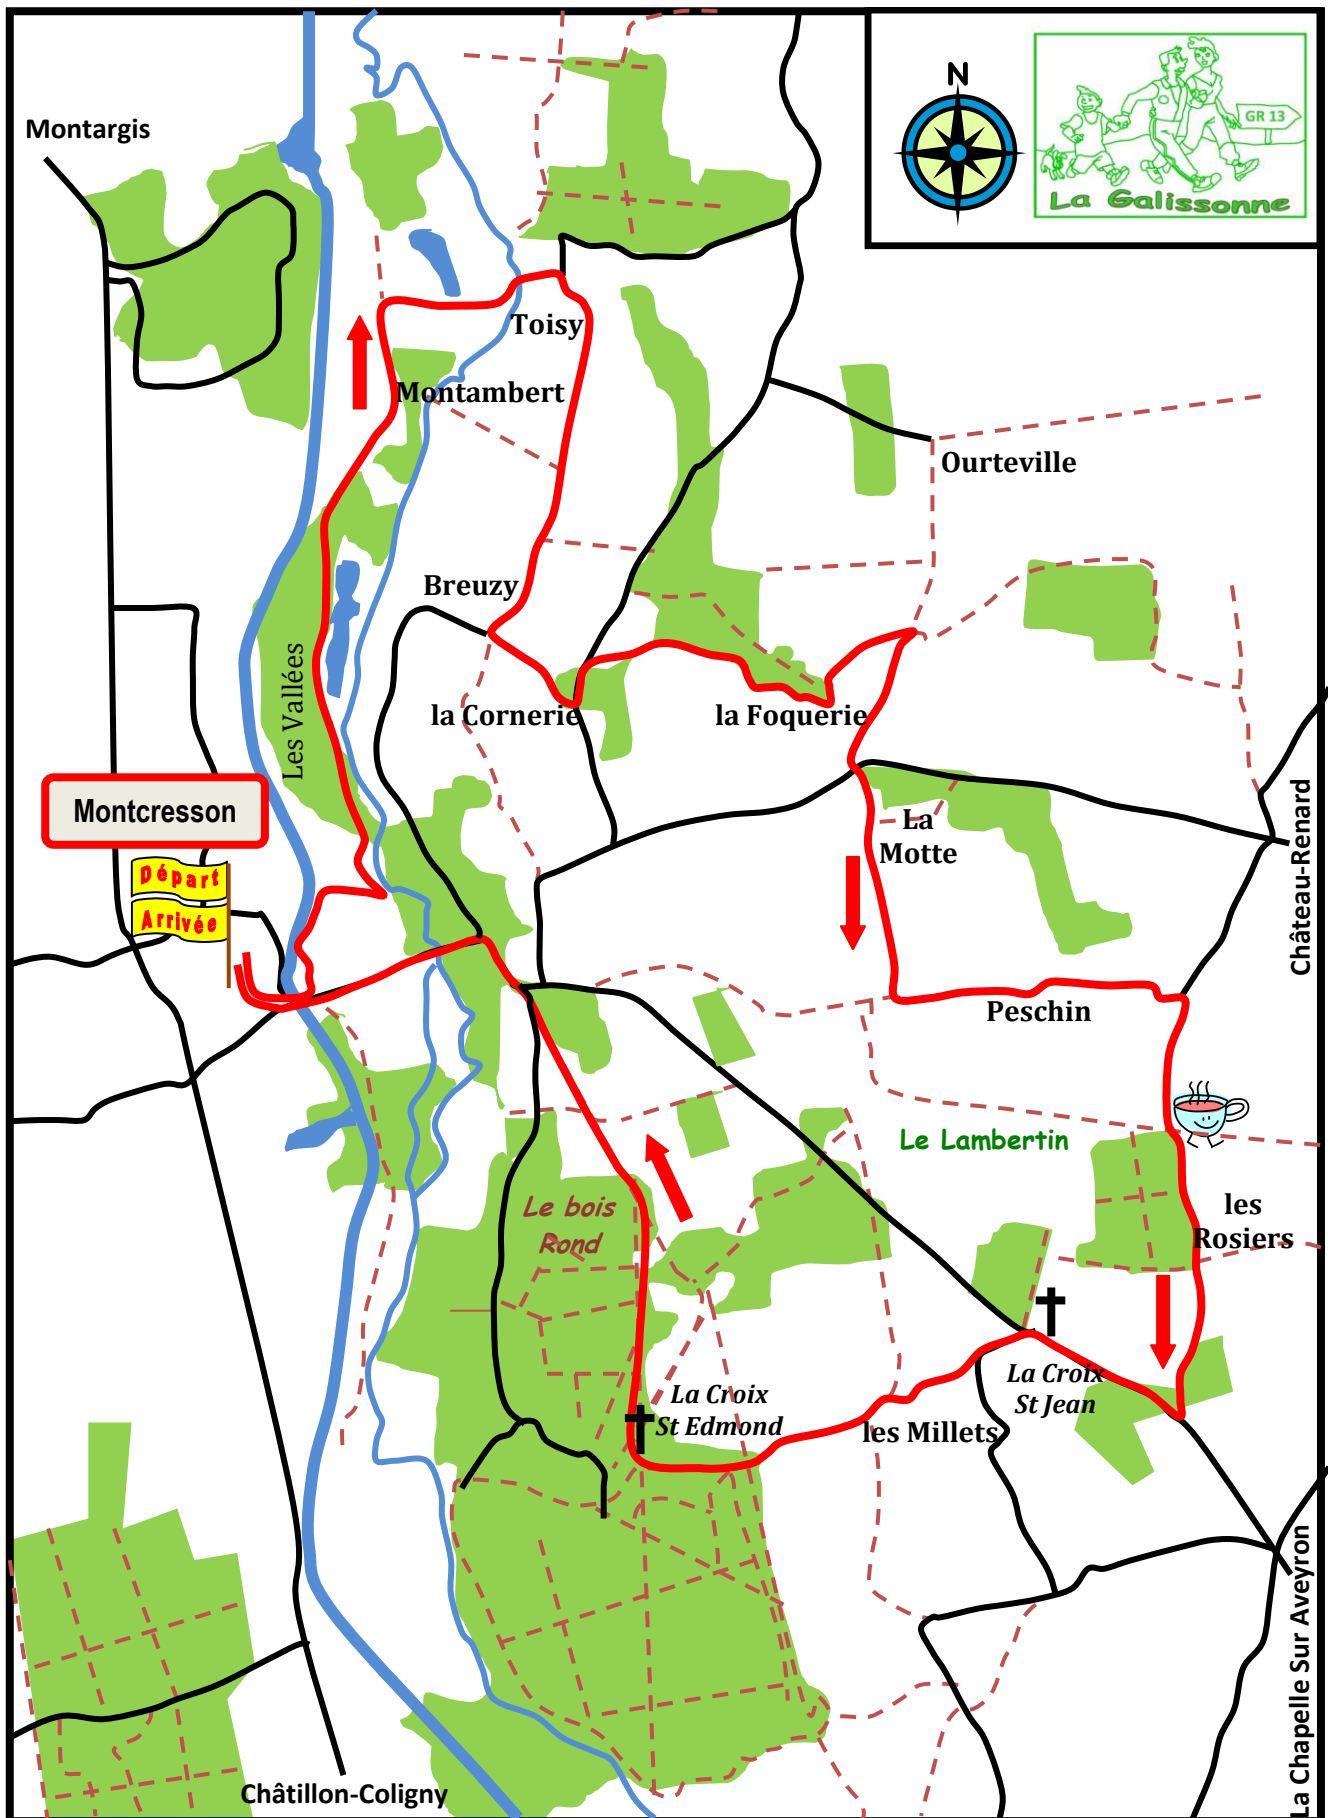 N
GR 13
La Galissonne
Montargis
Toisy
Montambert
Ourteville
Breuzy
Les Vallées
la Cornerie
la Foquerie
Montcresson
Château-Renard
La
Motte
Départ
Arrivée
Peschin
Le Lambertin
Le bois
Rond
les
Rosiers
La Croix
St Jean
La Croix
St Edmond
les Millets
La Chapelle Sur Aveyron
Châtillon-Coligny